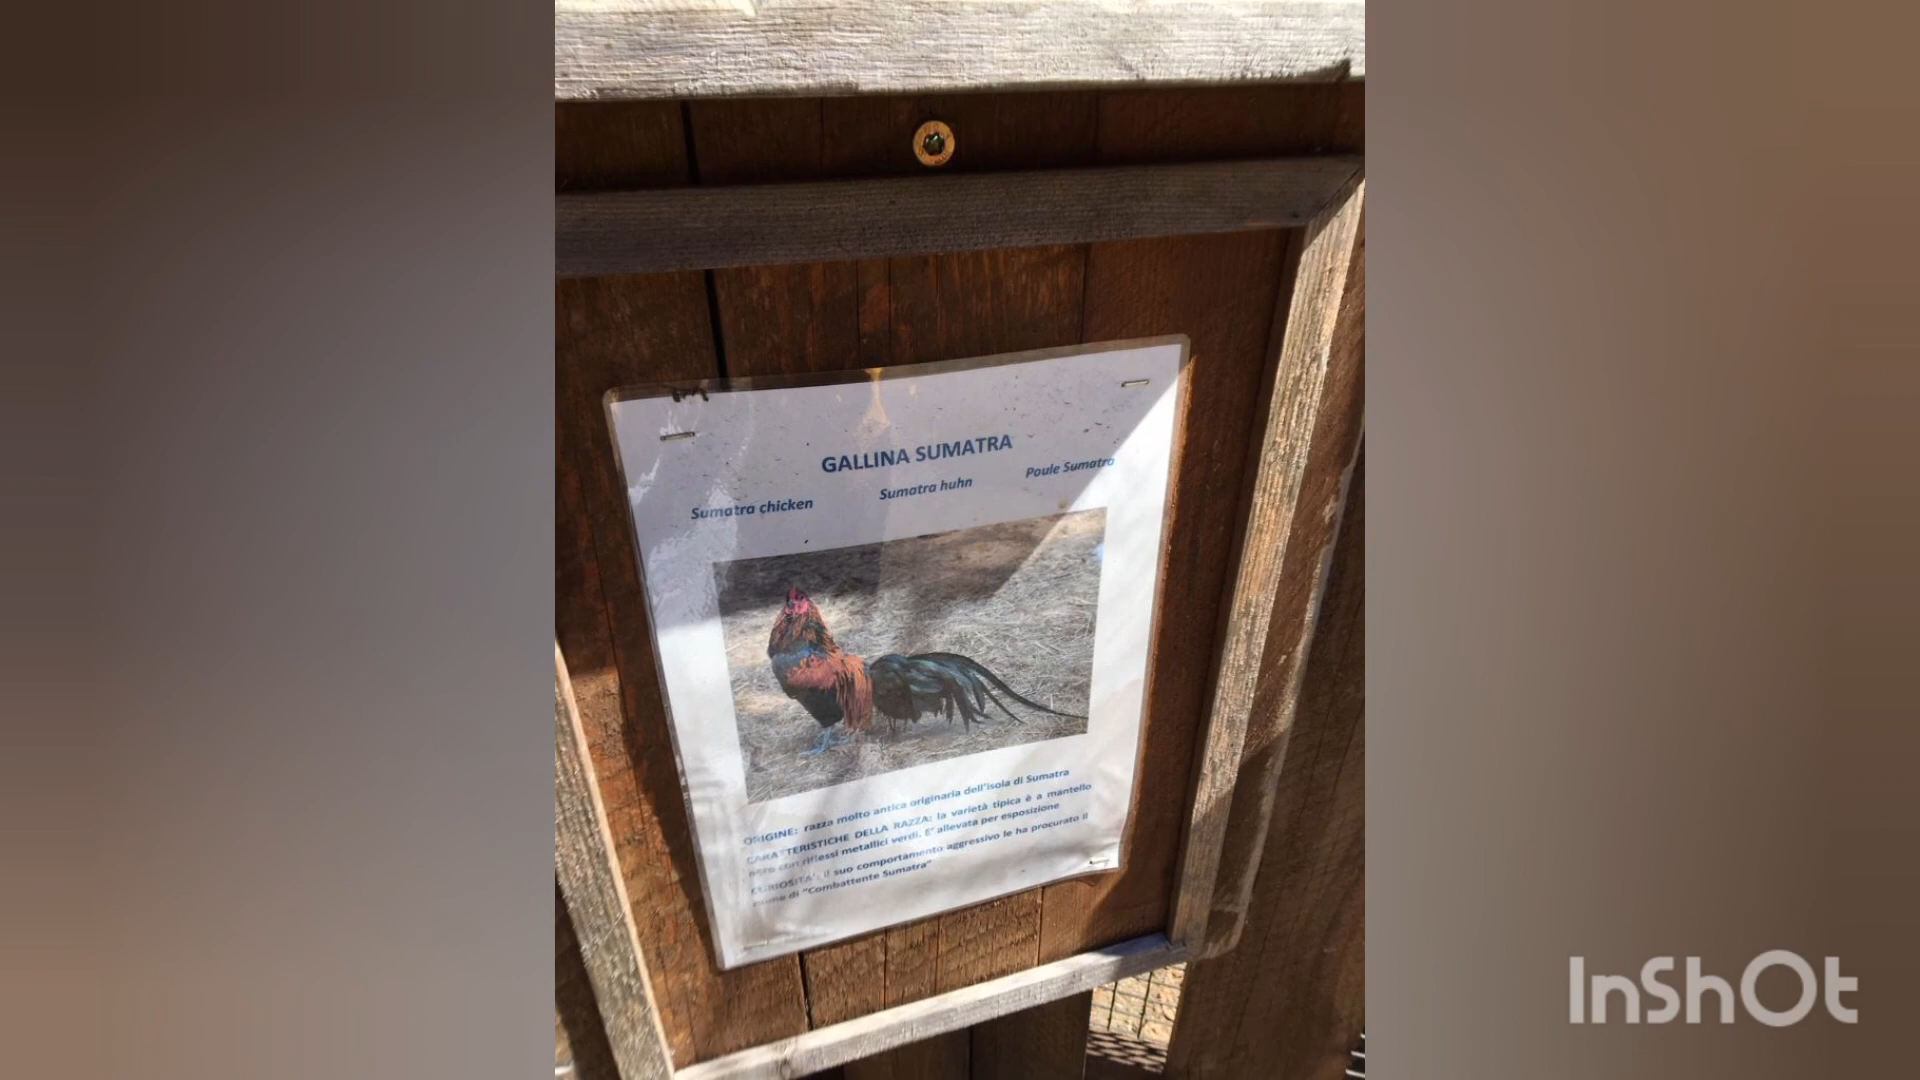 GALLINA SUMATRA
Sumatra chicken Sumatra huhn Poule Sumatra
ORIGINE: razza molto antica originaria dell'isola di Sumatra
CARATTERISTICHE DELLA RAZZA: la varietà tipica è a mantello
nero con riflessi metallici verdi. E' allevata per esposizione
CURIOSITA': il suo comportamento aggressivo le ha procurato il
nome di "Combattente Sumatra"
InShOt